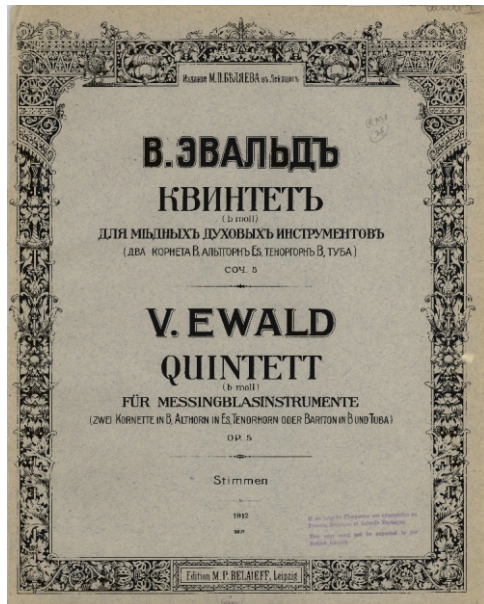 Изданіе М.П.БѢЛЯЕВА въ Лейпцигѣ
В. ЭВАЛЬДЪ
КВИНТЕТЪ
(b moll)
ДЛЯ МѢДНЫХЪ ДУХОВЫХЪ ИНСТРУМЕНТОВЪ
(ДВА КОРНЕТА B, АЛЬТГОРНЪ ES, ТЕНОРГОРНЪ B, ТУБА)
СОЧ. 5
V. EWALD
QUINTETT
(b moll)
FÜR MESSINGBLASINSTRUMENTE
(ZWEI KORNETTE IN B, ALTHORN IN ES, TENORHORN ODER BARITON IN B UND TUBA)
OP. 5
Stimmen
1912
Edition M. P. BELAIEFF, Leipzig